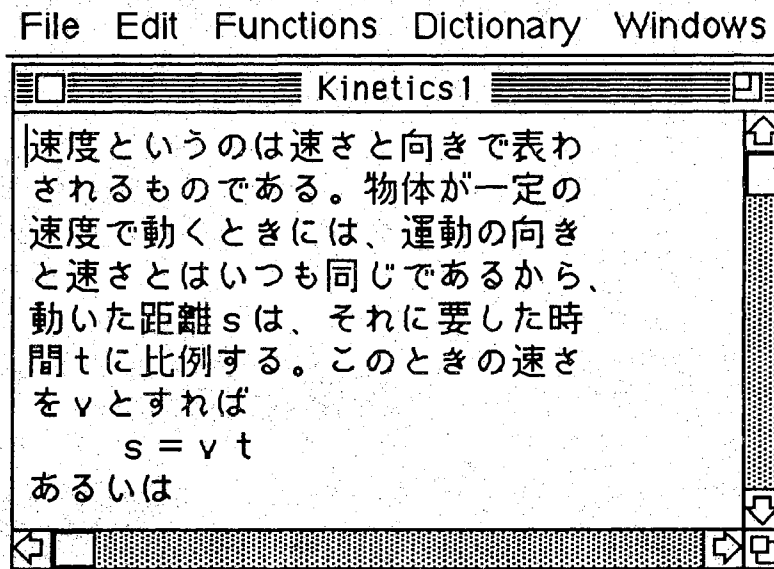 File Edit Functions Dictionary Windows
Kinetics1
速度というのは速さと向きで表わ
されるものである。物体が一定の
速度で動くときには、運動の向き
と速さとはいつも同じであるから、
動いた距離sは、それに要した時
間tに比例する。このときの速さ
をvとすれば
s=vt
あるいは